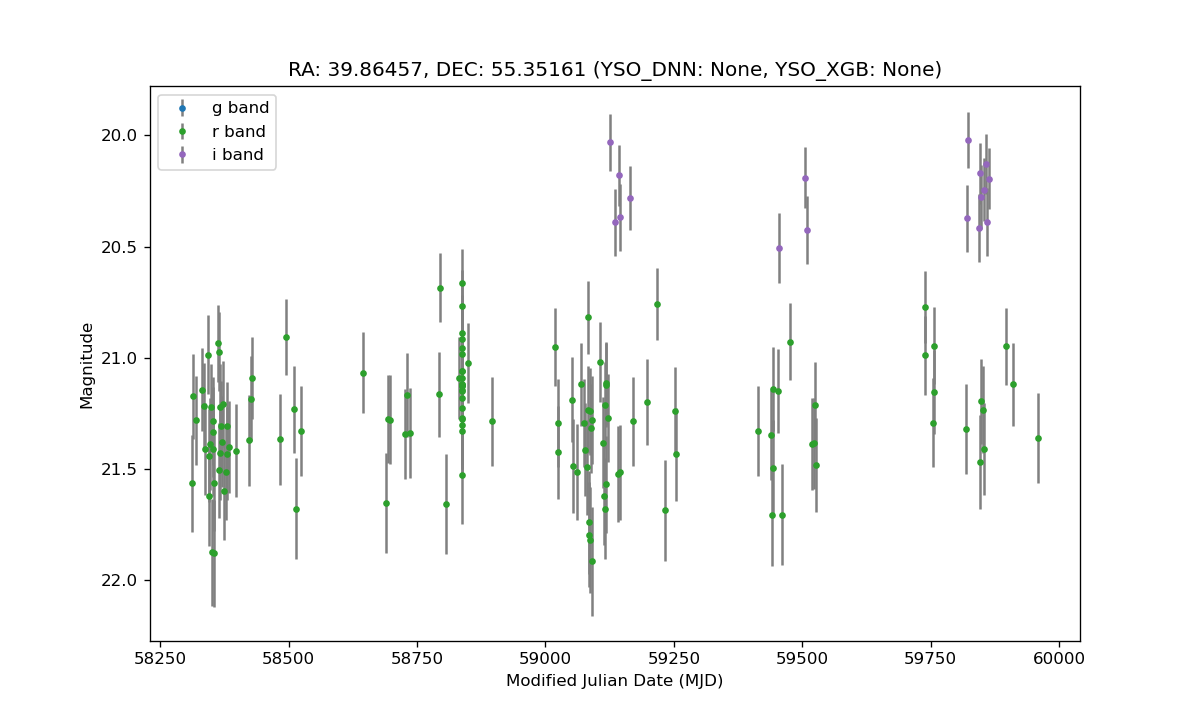 RA: 39.86457, DEC: 55.35161 (YSO_DNN: None, YSO_XGB: None)
g band
r band
i band
20.0
20.5
21.0
21.5
22.0
Magnitude
58250 58500 58750 59000 59250 59500 59750 60000
Modified Julian Date (MJD)